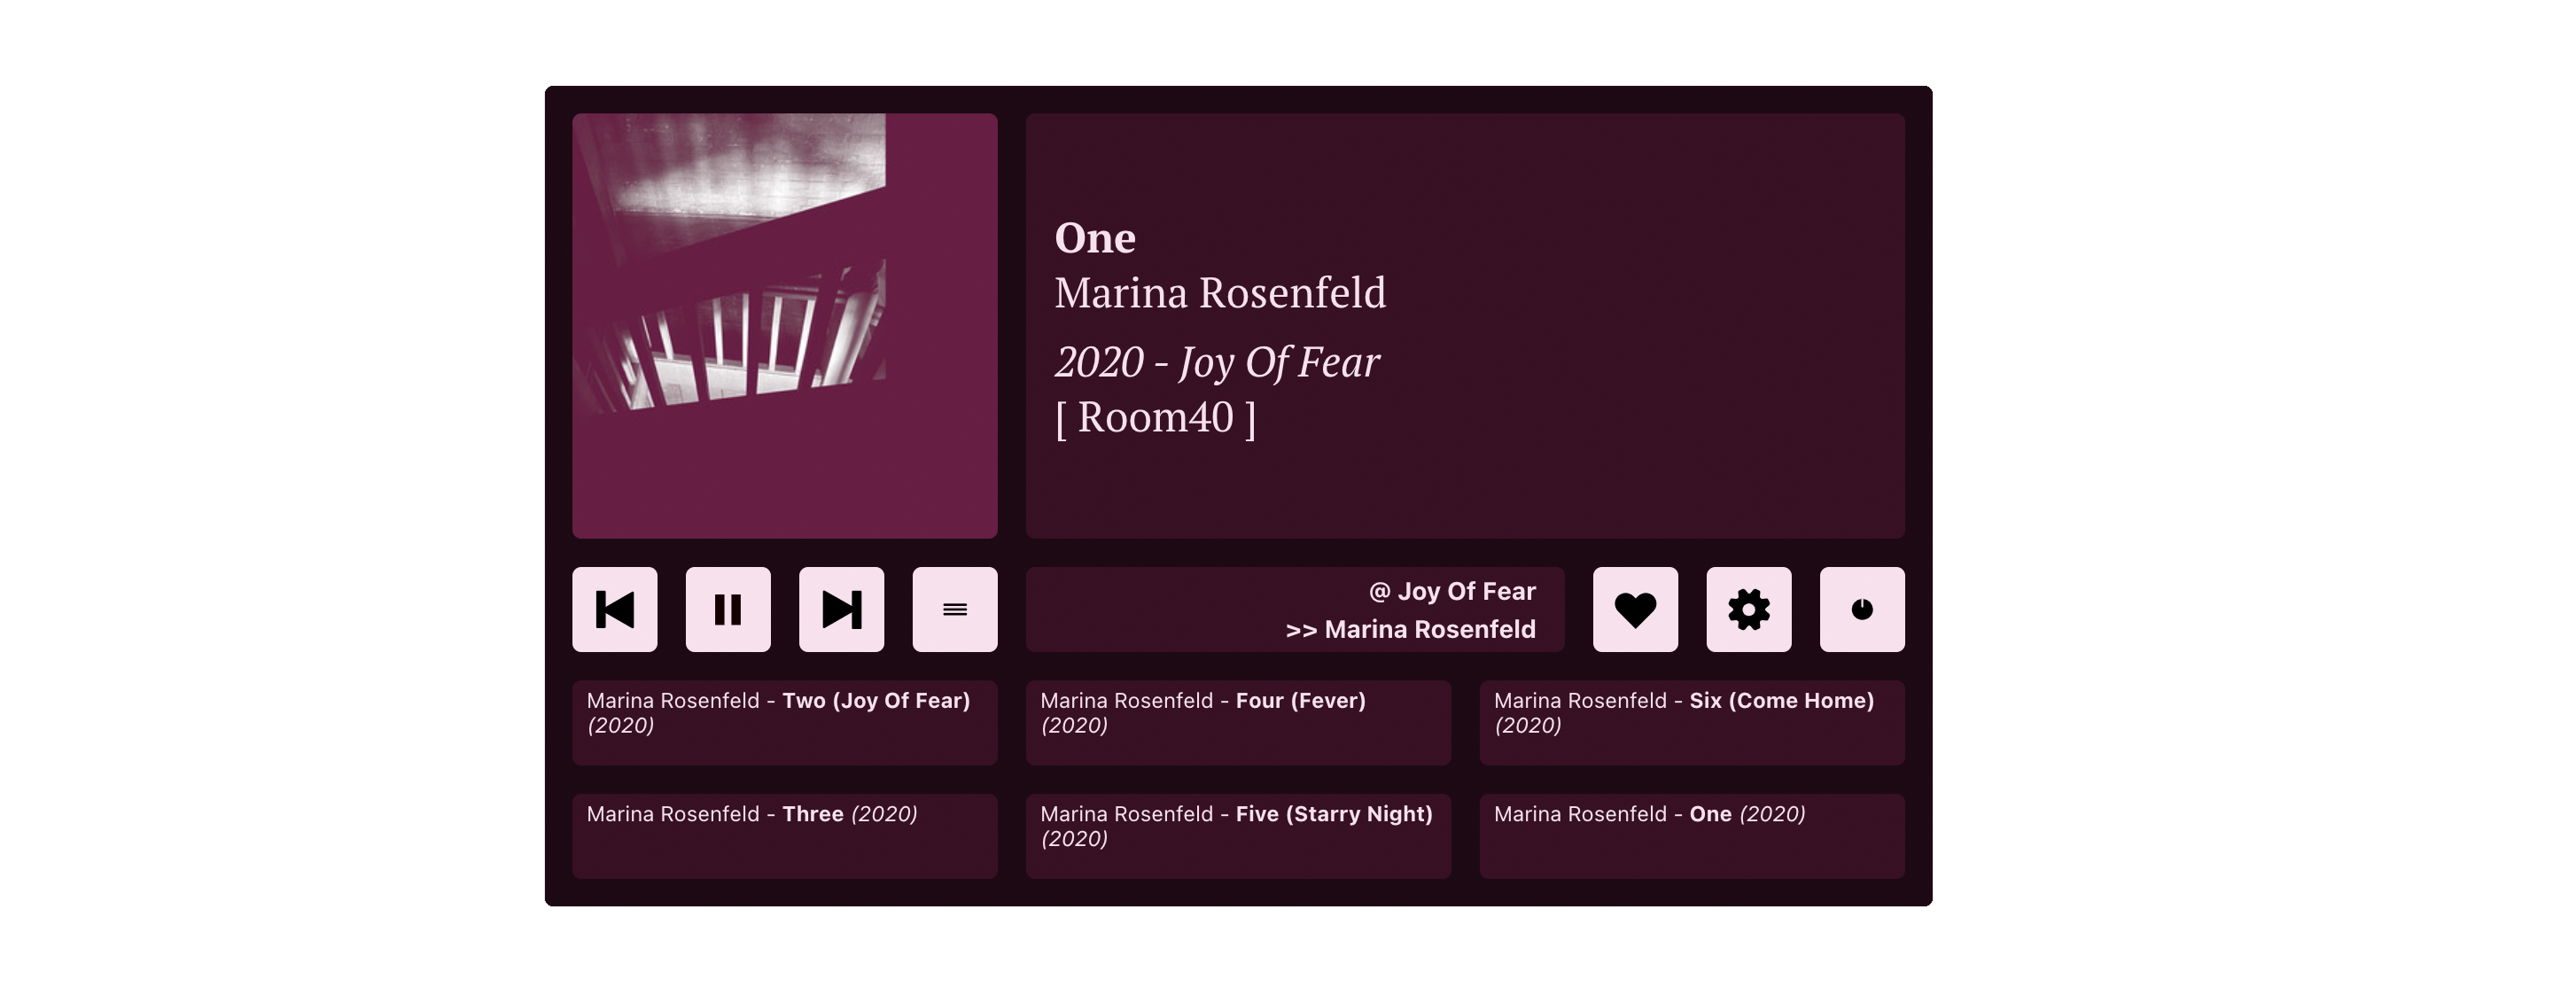 One
Marina Rosenfeld
2020 - Joy Of Fear
[ Room40 ]
@ Joy Of Fear
>> Marina Rosenfeld
Marina Rosenfeld - Two (Joy Of Fear)
(2020)
Marina Rosenfeld - Four (Fever)
(2020)
Marina Rosenfeld - Six (Come Home)
(2020)
Marina Rosenfeld - Three (2020)
Marina Rosenfeld - Five (Starry Night)
(2020)
Marina Rosenfeld - One (2020)